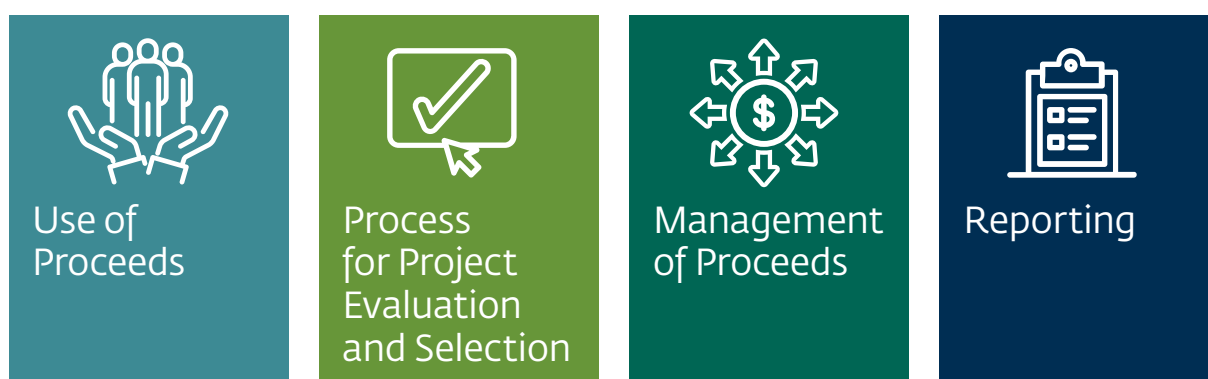 Use of
Proceeds
Process
for Project
Evaluation
and Selection
$
Management
of Proceeds
Reporting